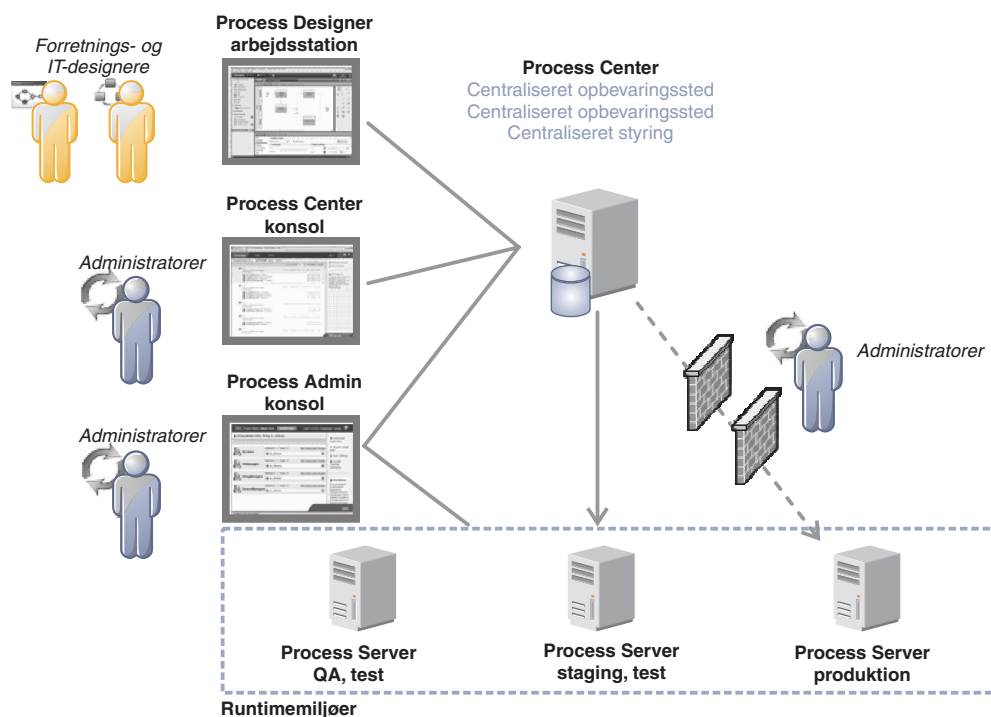 Forretnings- og
IT-designere
Process Designer
arbejdsstation
Process Center
Centraliseret opbevaringssted
Centraliseret opbevaringssted
Centraliseret styring
Process Center
konsol
Administratorer
Administratorer
Process Admin
konsol
Administratorer
Process Server
QA, test
Process Server
staging, test
Process Server
produktion
Runtimemiljøer